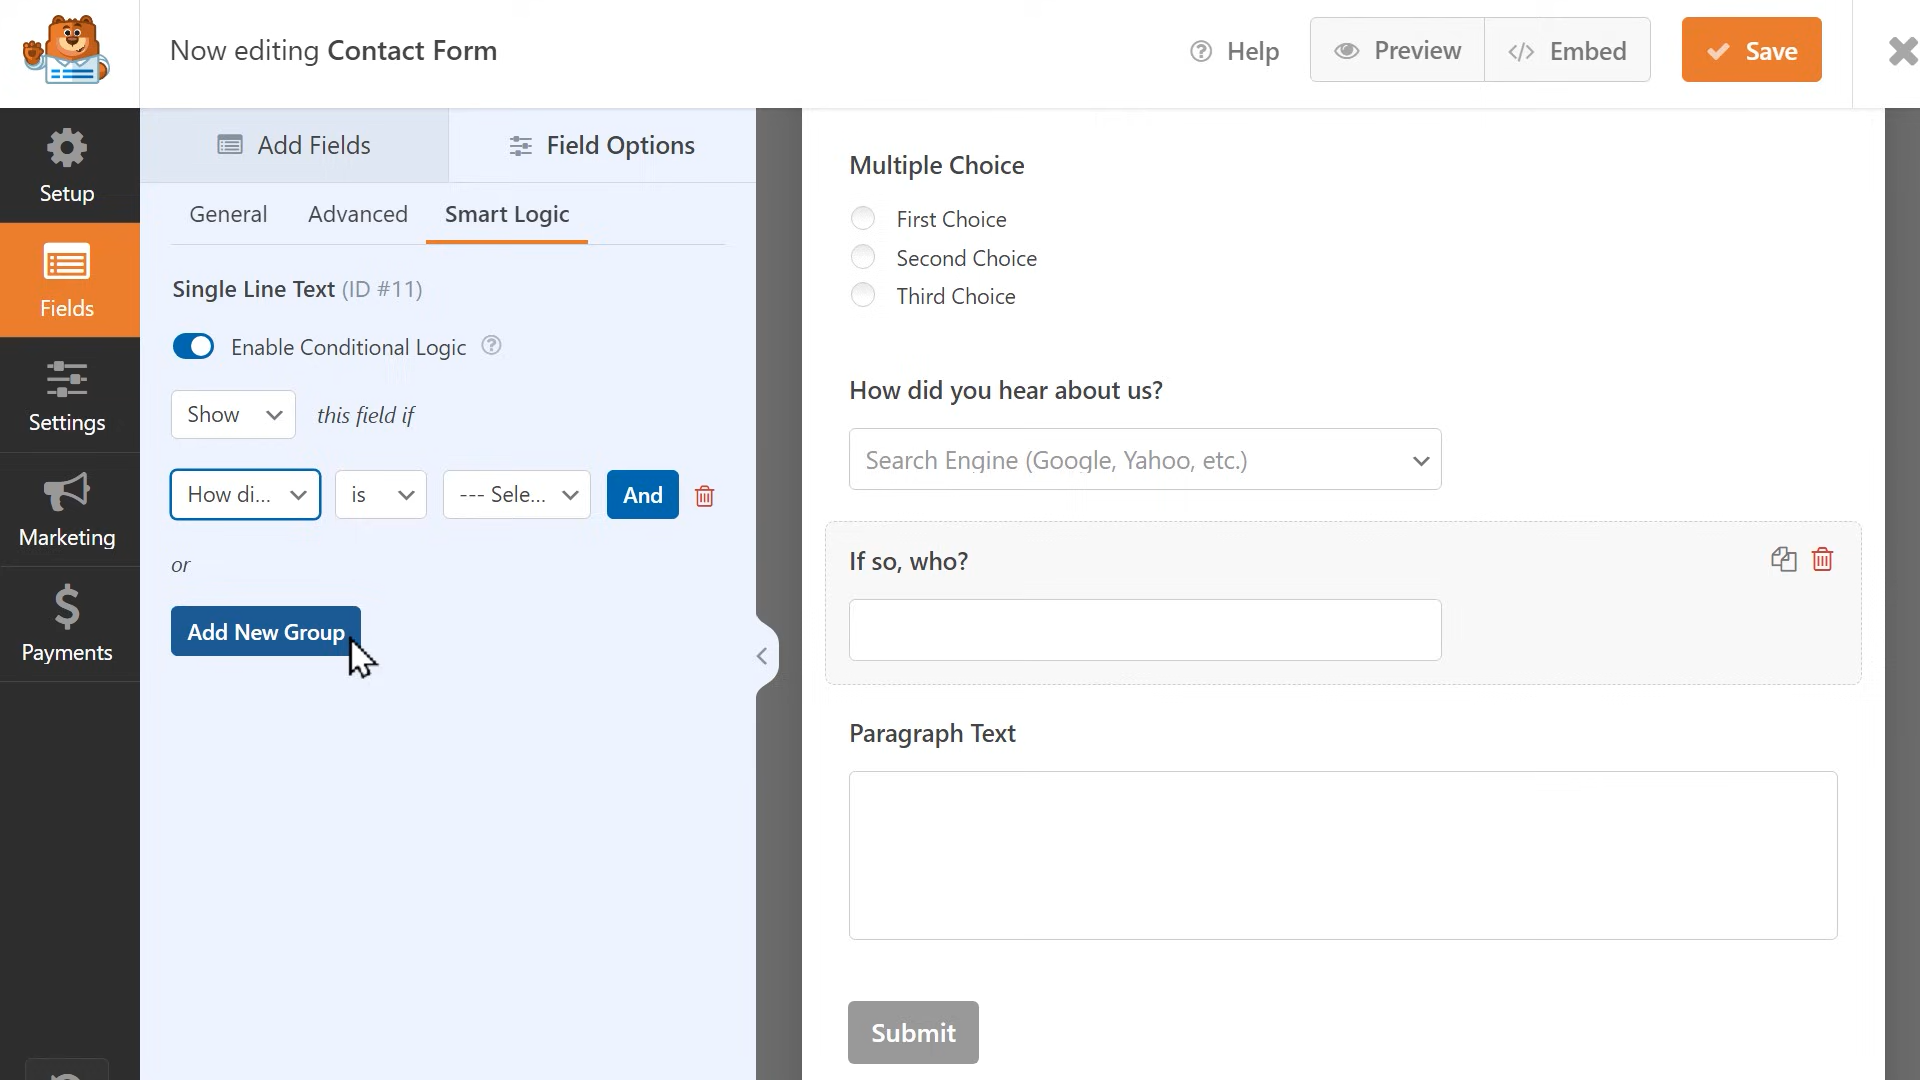 Now editing Contact Form
Help
Preview
</> Embed
Save
Setup
Fields
Settings
Marketing
Payments
Add Fields
Field Options
General
Advanced
Smart Logic
Single Line Text (ID #11)
Enable Conditional Logic
Show
this field if
How di...
is
--- Sele...
And
or
Add New Group
Multiple Choice
First Choice
Second Choice
Third Choice
How did you hear about us?
Search Engine (Google, Yahoo, etc.)
If so, who?
Paragraph Text
Submit